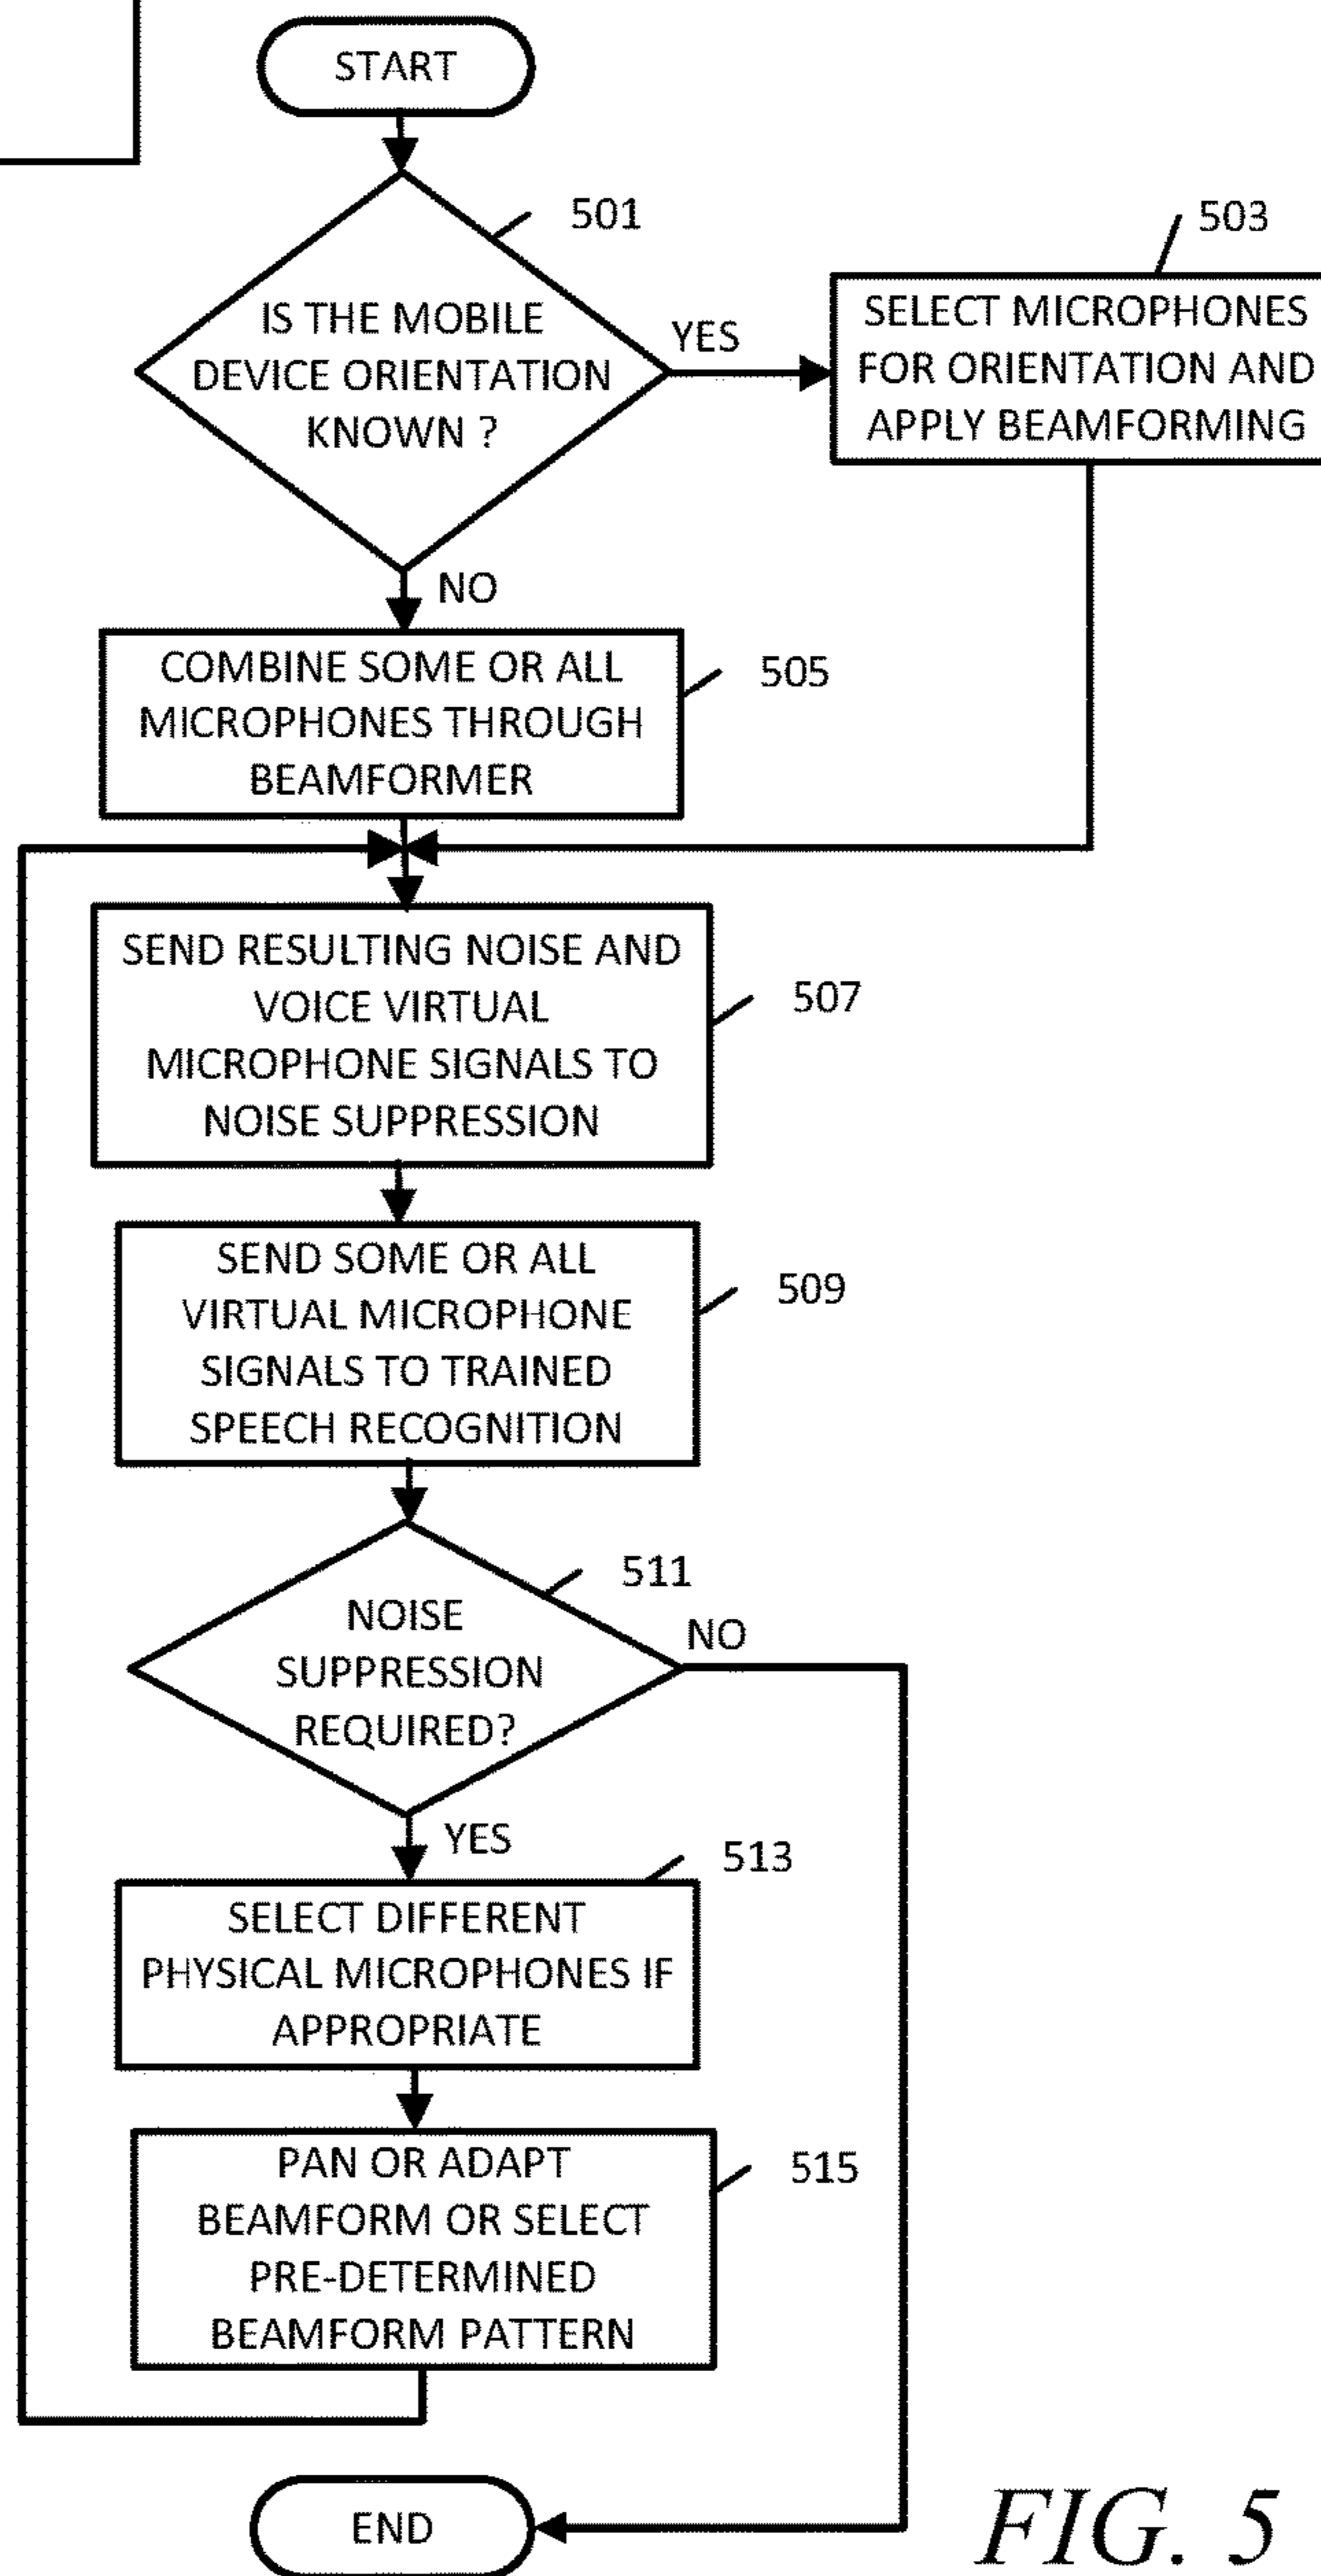 START
501
IS THE MOBILE
DEVICE ORIENTATION
KNOWN ?
YES
503
SELECT MICROPHONES
FOR ORIENTATION AND
APPLY BEAMFORMING
NO
COMBINE SOME OR ALL
MICROPHONES THROUGH
BEAMFORMER
505
SEND RESULTING NOISE AND
VOICE VIRTUAL
MICROPHONE SIGNALS TO
NOISE SUPPRESSION
507
SEND SOME OR ALL
VIRTUAL MICROPHONE
SIGNALS TO TRAINED
SPEECH RECOGNITION
509
511
NOISE
SUPPRESSION
REQUIRED?
NO
YES
513
SELECT DIFFERENT
PHYSICAL MICROPHONES IF
APPROPRIATE
PAN OR ADAPT
BEAMFORM OR SELECT
PRE-DETERMINED
BEAMFORM PATTERN
515
END
FIG. 5